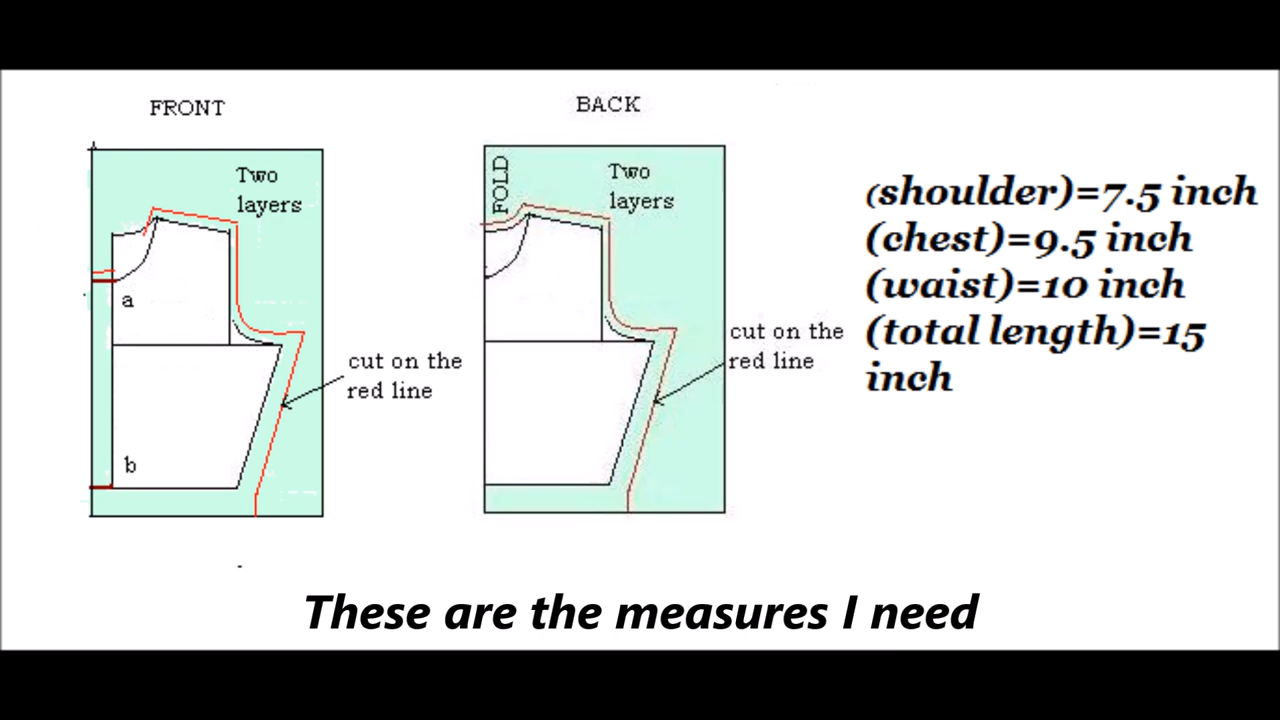 FRONT
BACK
Two
layers
FOLD
Two
layers
a
cut on the
red line
b
cut on the
red line
(shoulder)=7.5 inch
(chest)=9.5 inch
(waist)=10 inch
(total length)=15
inch
These are the measures I need